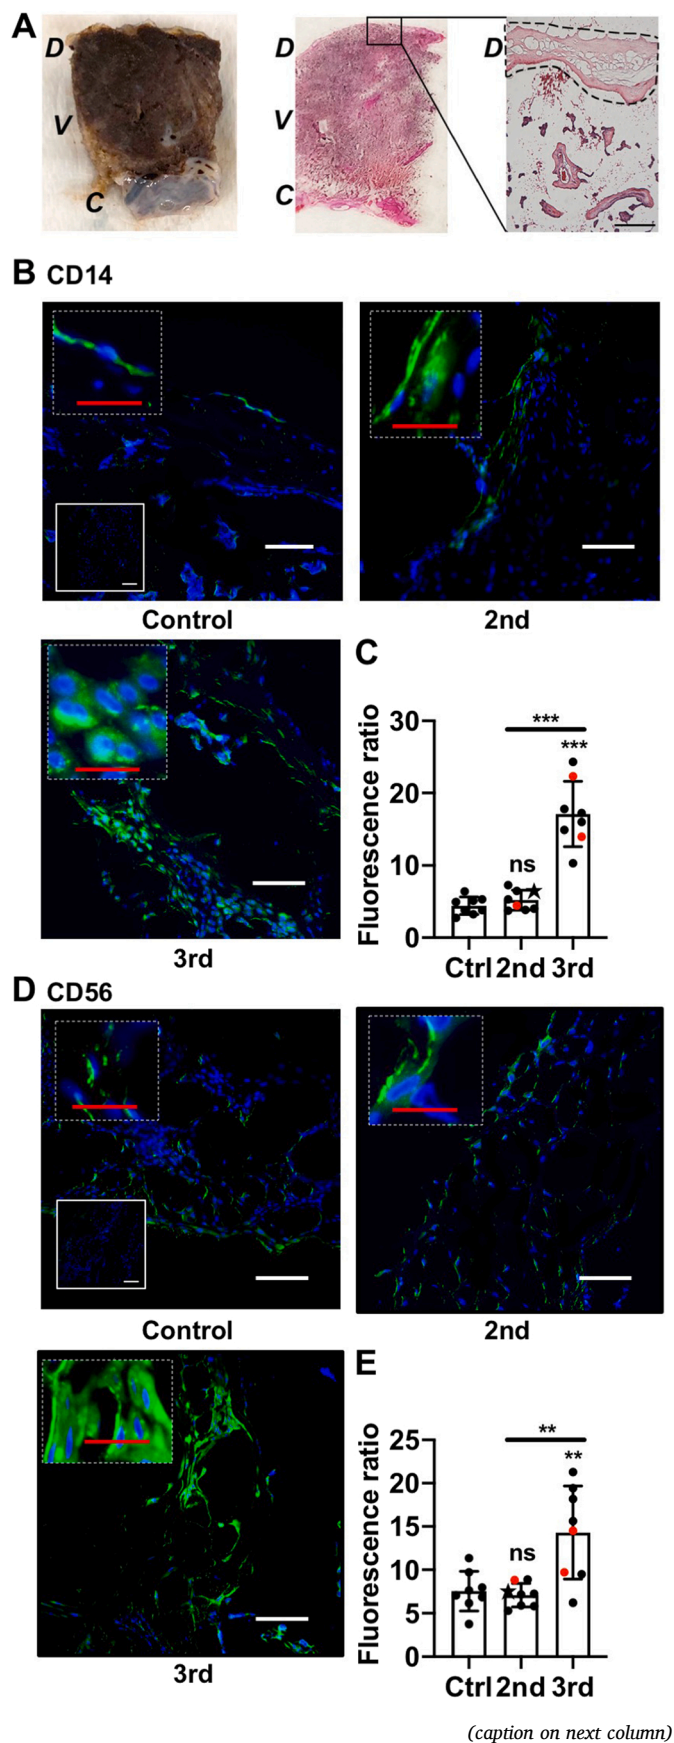 A
D
V
C
D
V
C
D
B CD14
Control
2nd
3rd
C
Fluorescence ratio
30
20
10
0
***
***
ns
Ctrl 2nd 3rd
D CD56
Control
2nd
3rd
E
Fluorescence ratio
25
20
15
10
5
0
**
**
ns
Ctrl 2nd 3rd
(caption on next column)